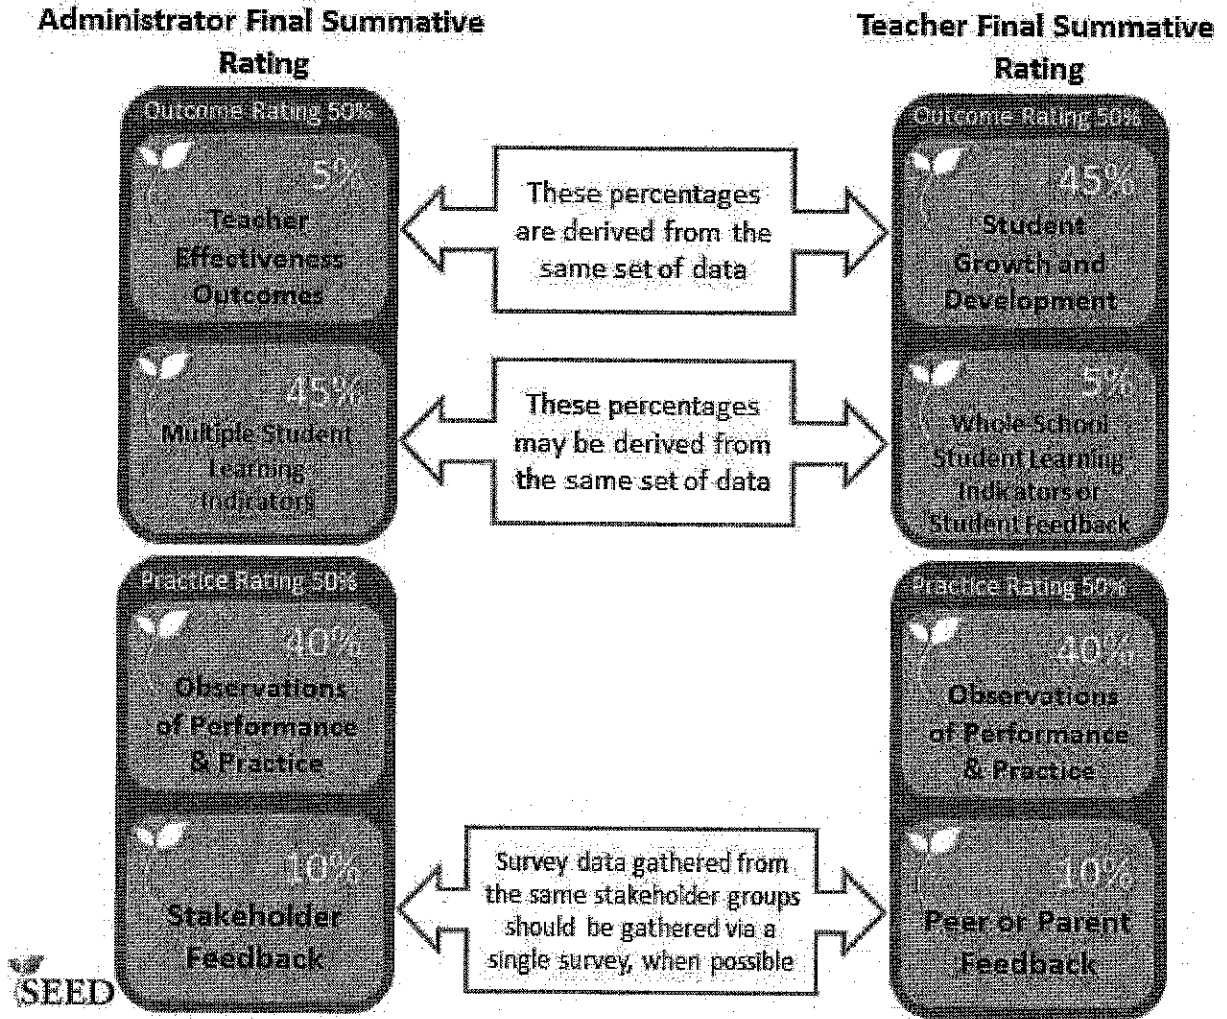 Administrator Final Summative
Rating
Outcome Rating 50%
5%
Teacher
Effectiveness
Outcomes
45%
Multiple Student
Learning
Indicators
Practice Rating 50%
40%
Observations
of Performance
& Practice
10%
Stakeholder
Feedback
These percentages
are derived from the
same set of data
These percentages
may be derived from
the same set of data
Survey data gathered from
the same stakeholder groups
should be gathered via a
single survey, when possible
Teacher Final Summative
Rating
Outcome Rating 50%
45%
Student
Growth and
Development
5%
Whole-School
Student Learning
Indicators or
Student Feedback
Practice Rating 50%
40%
Observations
of Performance
& Practice
10%
Peer or Parent
Feedback
SEED